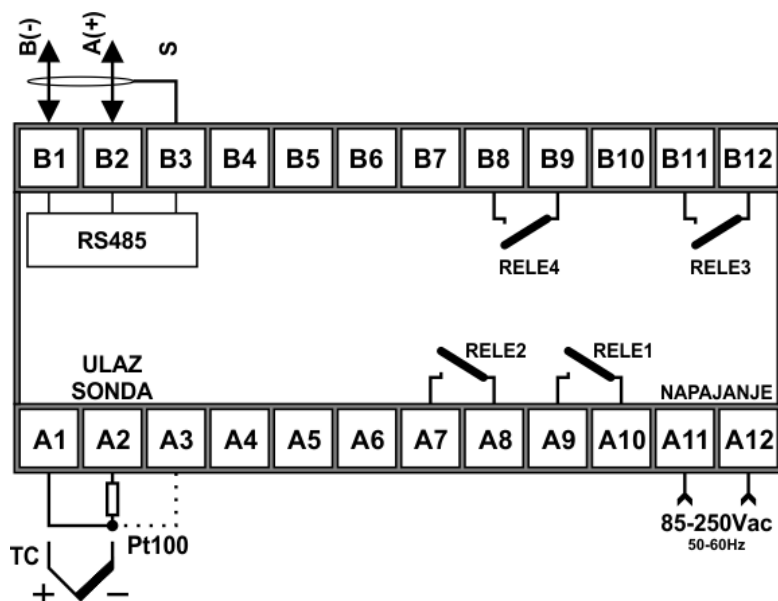 B(-) A(+) S
B1 B2 B3 B4 B5 B6 B7 B8 B9 B10 B11 B12
RS485
RELE4 RELE3
ULAZ
SONDA
RELE2 RELE1
NAPAJANJE
A1 A2 A3 A4 A5 A6 A7 A8 A9 A10 A11 A12
Pt100
85-250Vac
50-60Hz
TC
+ −